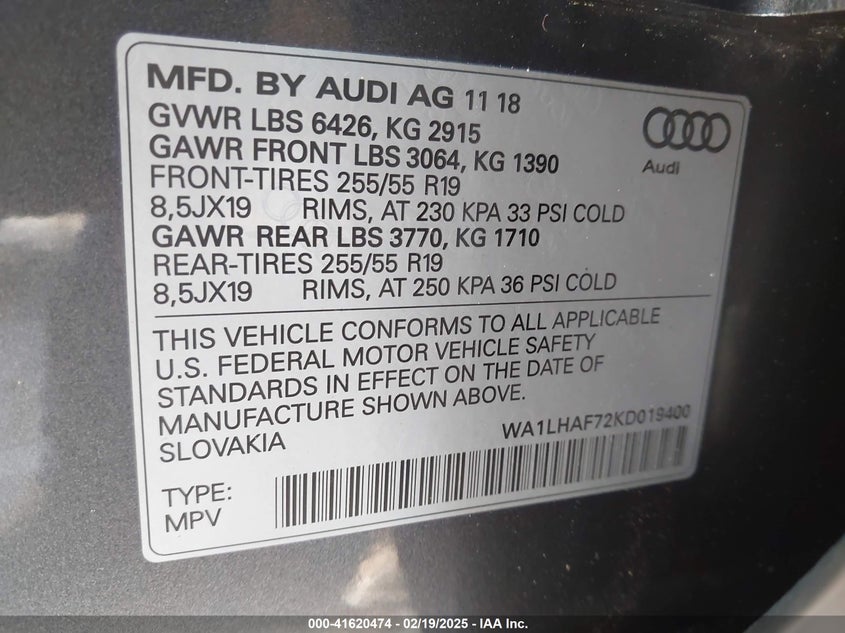 MFD. BY AUDI AG 11 18
GVWR LBS 6426, KG 2915
GAWR FRONT LBS 3064, KG 1390
FRONT-TIRES 255/55 R19
8,5JX19 RIMS, AT 230 KPA 33 PSI COLD
GAWR REAR LBS 3770, KG 1710
REAR-TIRES 255/55 R19
8,5JX19 RIMS, AT 250 KPA 36 PSI COLD
Audi
THIS VEHICLE CONFORMS TO ALL APPLICABLE
U.S. FEDERAL MOTOR VEHICLE SAFETY
STANDARDS IN EFFECT ON THE DATE OF
MANUFACTURE SHOWN ABOVE.
SLOVAKIA
WA1LHAF72KD019400
TYPE:
MPV
000-41620474 - 02/19/2025 - IAA Inc.